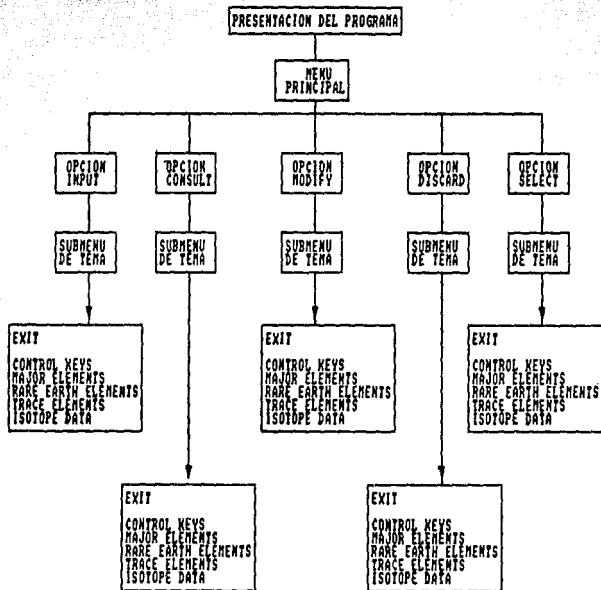 PRESENTACION DEL PROGRAMA
MENU
PRINCIPAL
OPCION
INPUT
OPCION
CONSULT
OPCION
MODIFY
OPCION
DISCARD
OPCION
SELECT
SUBMENU
DE TEMA
SUBMENU
DE TEMA
SUBMENU
DE TEMA
SUBMENU
DE TEMA
SUBMENU
DE TEMA
EXIT
CONTROL KEYS
MAJOR ELEMENTS
RARE EARTH ELEMENTS
TRACE ELEMENTS
ISOTOPE DATA
EXIT
CONTROL KEYS
MAJOR ELEMENTS
RARE EARTH ELEMENTS
TRACE ELEMENTS
ISOTOPE DATA
EXIT
CONTROL KEYS
MAJOR ELEMENTS
RARE EARTH ELEMENTS
TRACE ELEMENTS
ISOTOPE DATA
EXIT
CONTROL KEYS
MAJOR ELEMENTS
RARE EARTH ELEMENTS
TRACE ELEMENTS
ISOTOPE DATA
EXIT
CONTROL KEYS
MAJOR ELEMENTS
RARE EARTH ELEMENTS
TRACE ELEMENTS
ISOTOPE DATA